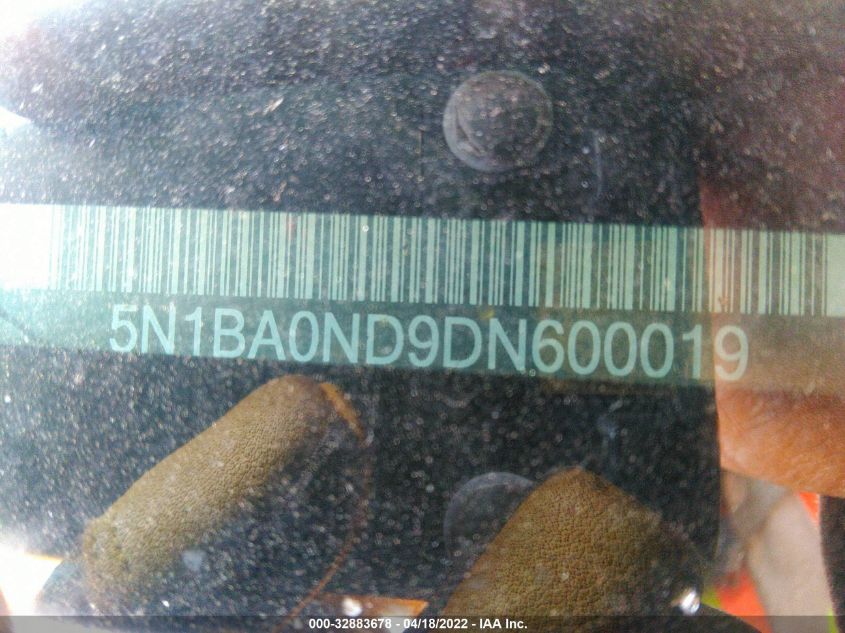 5N1BA0ND9DN600019
000-32883678 - 04/18/2022 - IAA Inc.